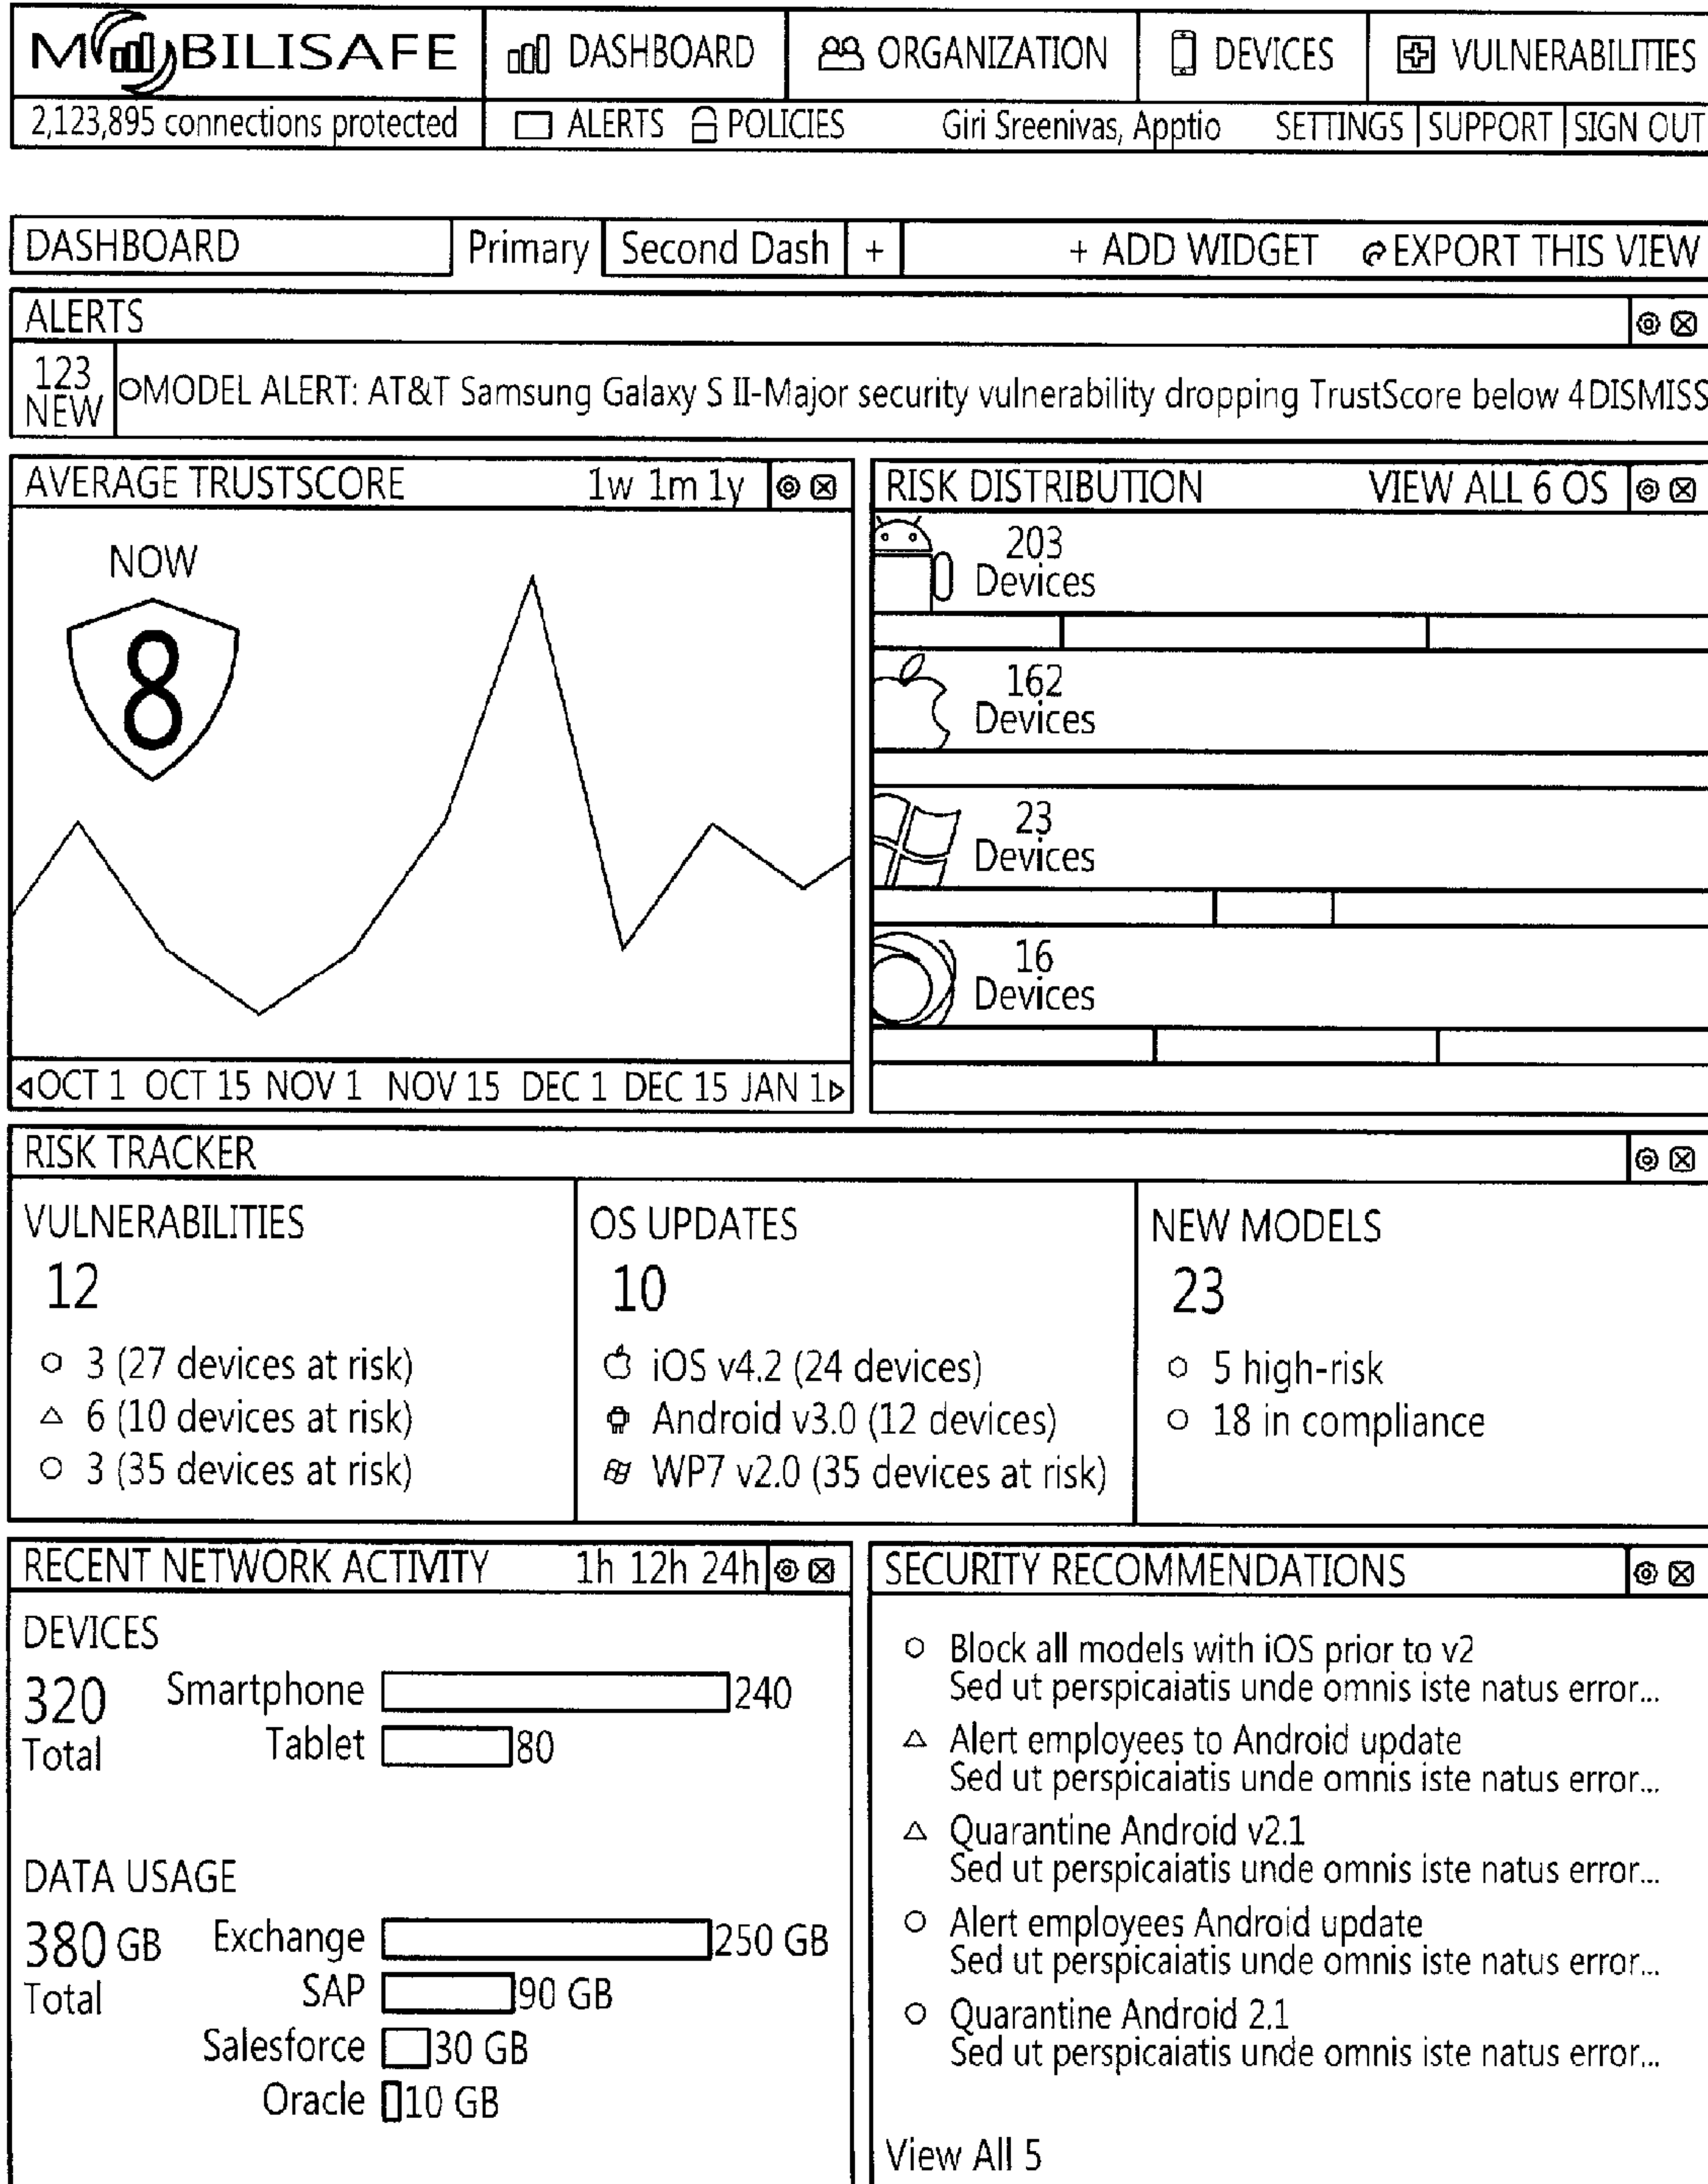 MOBILISAFE
DASHBOARD
ORGANIZATION
DEVICES
VULNERABILITIES
2,123,895 connections protected
ALERTS
POLICIES
Giri Sreenivas, Apptio
SETTINGS
SUPPORT
SIGN OUT
DASHBOARD
Primary
Second Dash
+
+ ADD WIDGET
EXPORT THIS VIEW
ALERTS
123
NEW
MODEL ALERT: AT&T Samsung Galaxy S II-Major security vulnerability dropping TrustScore below 4 DISMISS
AVERAGE TRUSTSCORE
1w 1m 1y
NOW
8
OCT 1 OCT 15 NOV 1 NOV 15 DEC 1 DEC 15 JAN 1
RISK DISTRIBUTION
VIEW ALL 6 OS
203
Devices
162
Devices
23
Devices
16
Devices
RISK TRACKER
VULNERABILITIES
12
3 (27 devices at risk)
6 (10 devices at risk)
3 (35 devices at risk)
OS UPDATES
10
iOS v4.2 (24 devices)
Android v3.0 (12 devices)
WP7 v2.0 (35 devices at risk)
NEW MODELS
23
5 high-risk
18 in compliance
RECENT NETWORK ACTIVITY
1h 12h 24h
DEVICES
320
Total
Smartphone 240
Tablet 80
DATA USAGE
380 GB
Total
Exchange 250 GB
SAP 90 GB
Salesforce 30 GB
Oracle 10 GB
SECURITY RECOMMENDATIONS
Block all models with iOS prior to v2
Sed ut perspicaiatis unde omnis iste natus error...
Alert employees to Android update
Sed ut perspicaiatis unde omnis iste natus error...
Quarantine Android v2.1
Sed ut perspicaiatis unde omnis iste natus error...
Alert employees Android update
Sed ut perspicaiatis unde omnis iste natus error...
Quarantine Android 2.1
Sed ut perspicaiatis unde omnis iste natus error...
View All 5